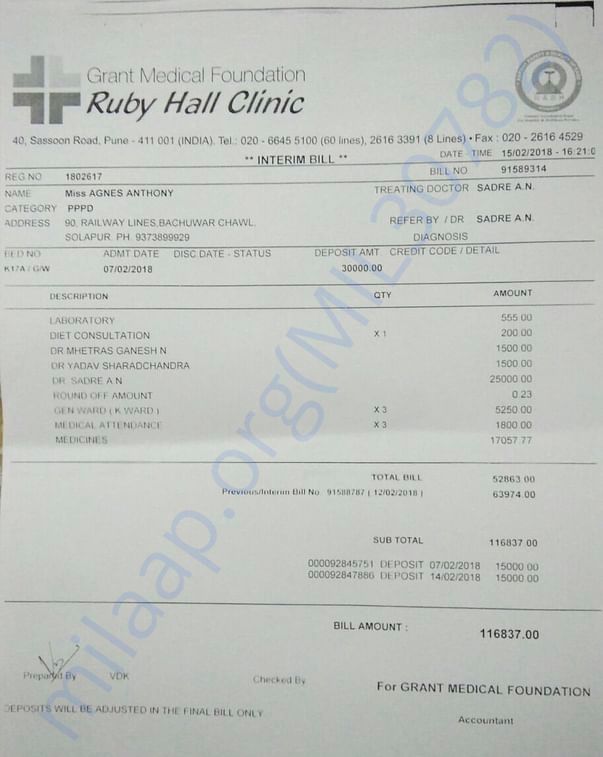 Grant Medical Foundation
Ruby Hall Clinic
40, Sassoon Road, Pune - 411 001 (INDIA). Tel.: 020 - 6645 5100 (60 lines), 2616 3391 (8 Lines) • Fax : 020 - 2616 4529
** INTERIM BILL ** DATE - TIME 15/02/2018 - 16:21:0
REG NO 1802617 BILL NO 91589314
NAME Miss AGNES ANTHONY TREATING DOCTOR SADRE A.N.
CATEGORY PPPD
ADDRESS 90, RAILWAY LINES,BACHUWAR CHAWL. REFER BY / DR SADRE A.N.
SOLAPUR PH. 9373899929 DIAGNOSIS
BED NO ADMT.DATE DISC.DATE - STATUS DEPOSIT AMT CREDIT CODE / DETAIL
K17A / G/W 07/02/2018 30000.00
DESCRIPTION QTY AMOUNT
LABORATORY 555.00
DIET CONSULTATION X 1 200.00
DR MHETRAS GANESH N 1500.00
DR YADAV SHARADCHANDRA 1500.00
DR. SADRE A N 25000.00
ROUND OFF AMOUNT 0.23
GEN WARD ( K WARD ) X 3 5250.00
MEDICAL ATTENDANCE X 3 1800.00
MEDICINES 17057.77
TOTAL BILL 52863.00
Previous/Interim Bill No. 91588787 [ 12/02/2018 ] 63974.00
SUB TOTAL 116837.00
000092845751 DEPOSIT 07/02/2018 15000.00
000092847886 DEPOSIT 14/02/2018 15000.00
BILL AMOUNT : 116837.00
Prepared By VDK Checked By For GRANT MEDICAL FOUNDATION
DEPOSITS WILL BE ADJUSTED IN THE FINAL BILL ONLY
Accountant
milaap.org(MIL_30782)